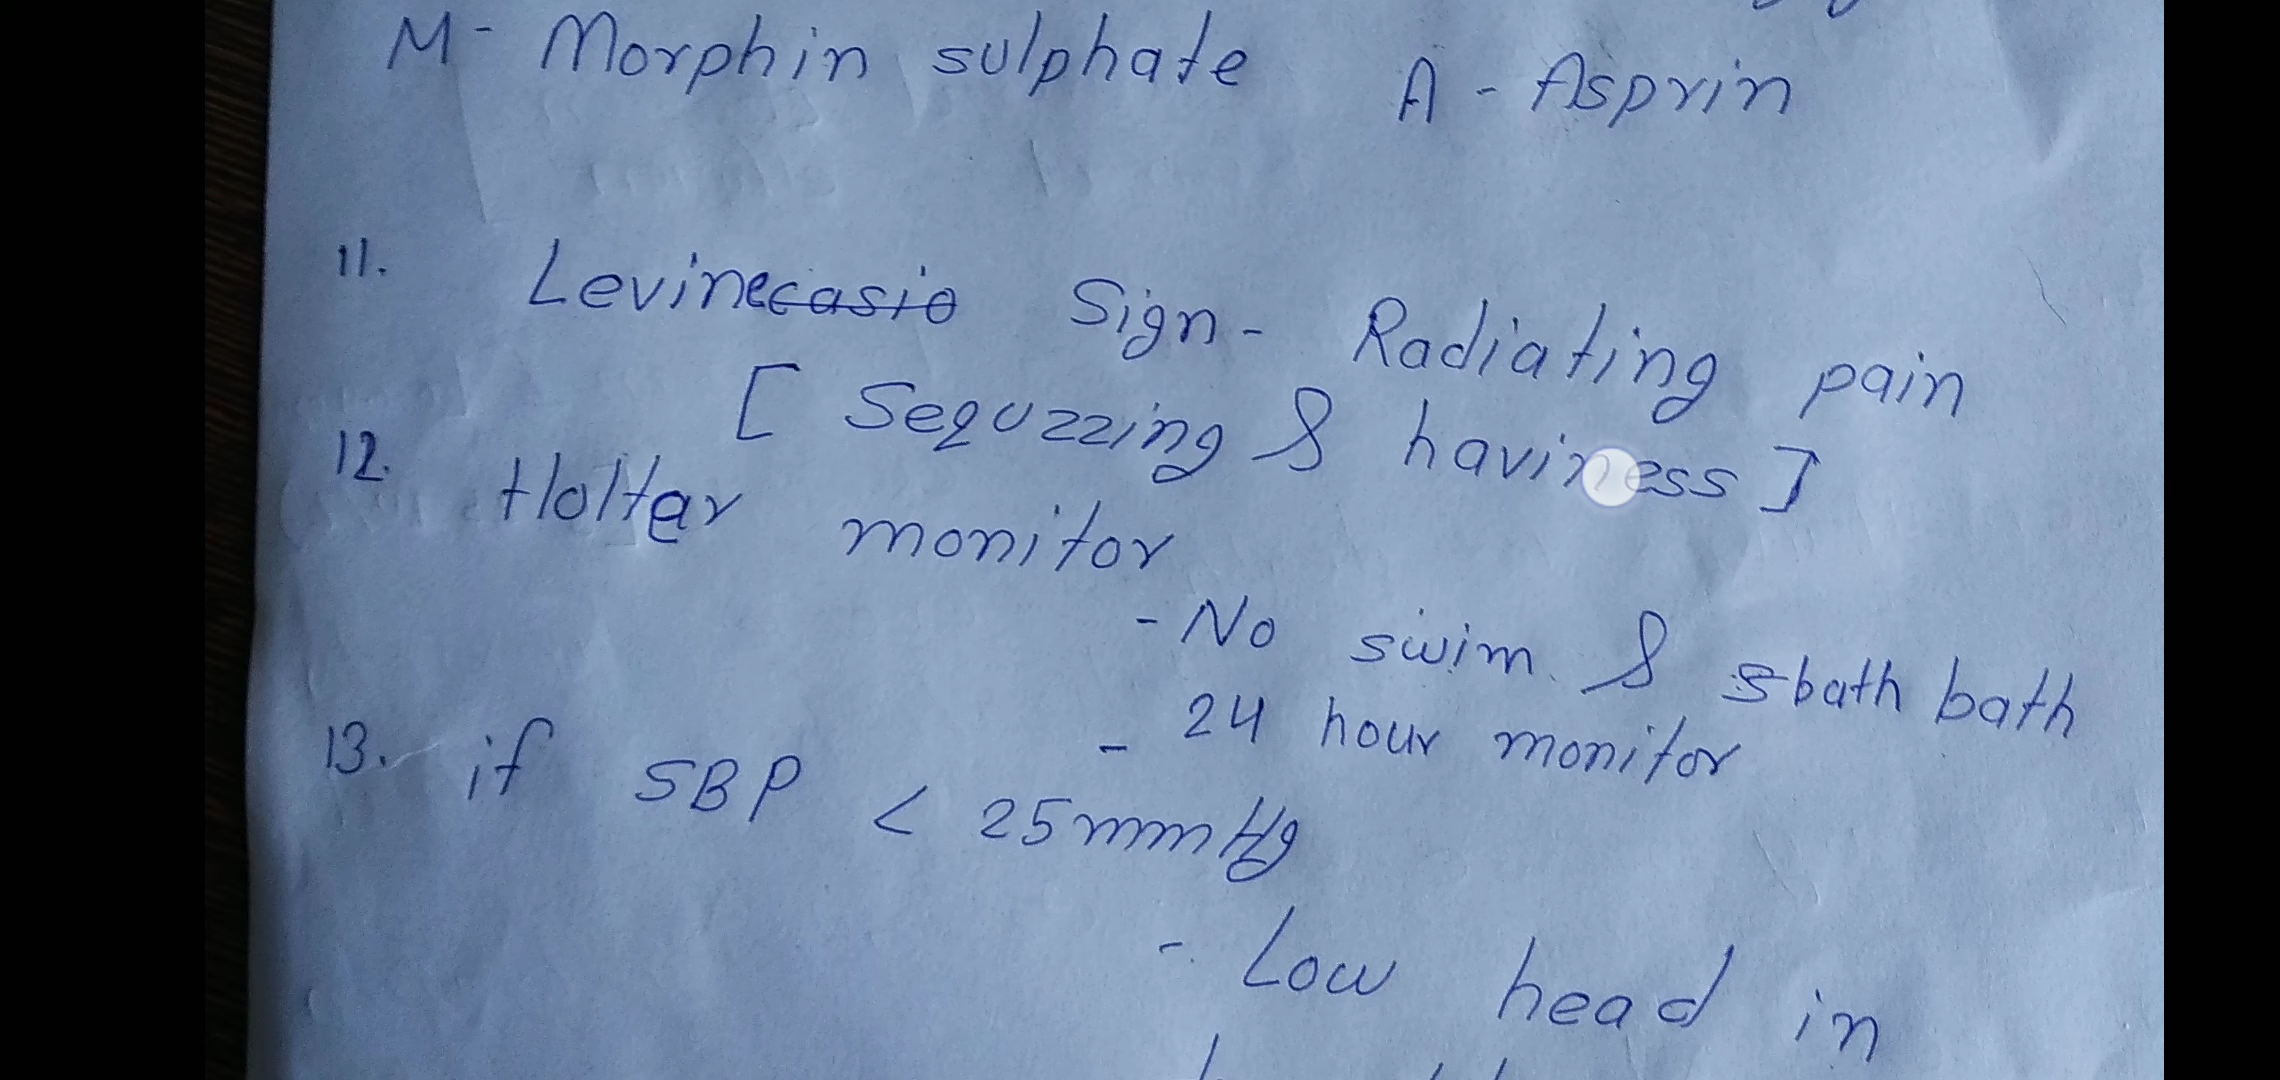 M- Morphin sulphate A - Asprin
11. Levinecasio Sign- Radiating pain
[ Sequzzing & haviness ]
12. Holter monitor
- No swim & sbath bath
- 24 hour monitor
13. if SBP < 25mmHg
- Low head in